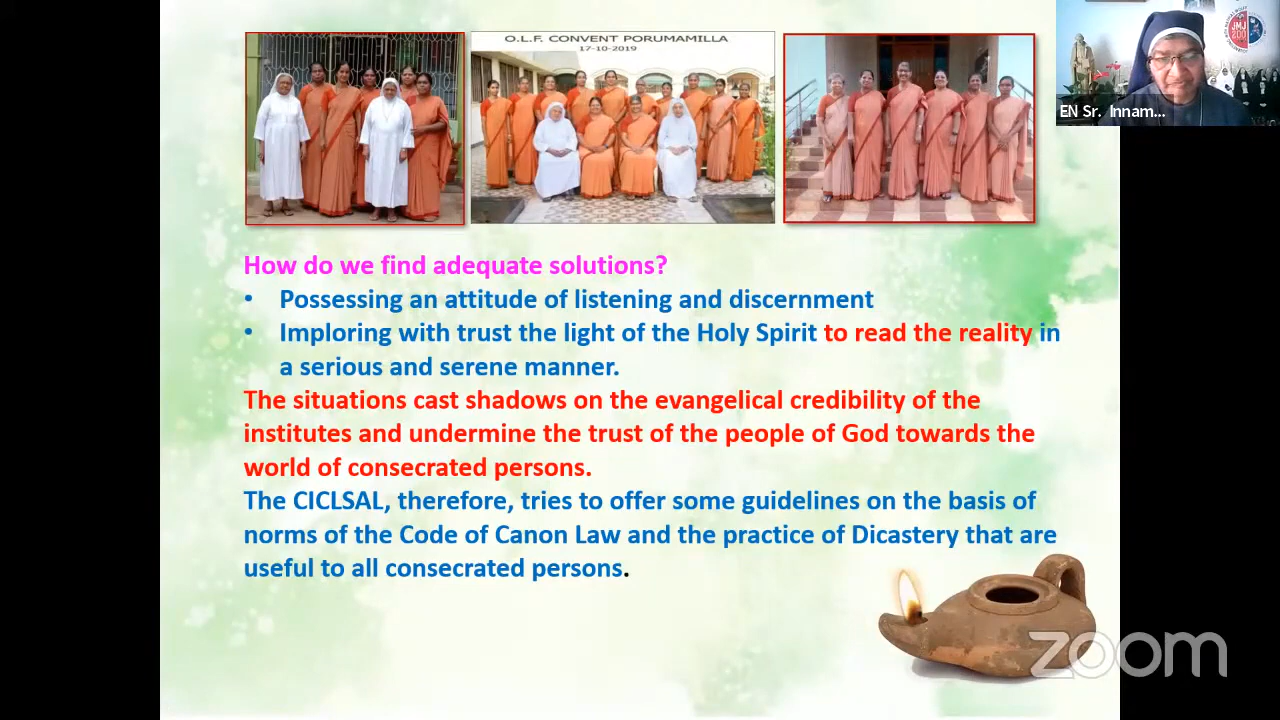 O.L.F. CONVENT PORUMAMILLA
17-10-2019
JMJ
200
EN Sr. Innam...
How do we find adequate solutions?
• Possessing an attitude of listening and discernment
• Imploring with trust the light of the Holy Spirit to read the reality in
a serious and serene manner.
The situations cast shadows on the evangelical credibility of the
institutes and undermine the trust of the people of God towards the
world of consecrated persons.
The CICLSAL, therefore, tries to offer some guidelines on the basis of
norms of the Code of Canon Law and the practice of Dicastery that are
useful to all consecrated persons.
zoom